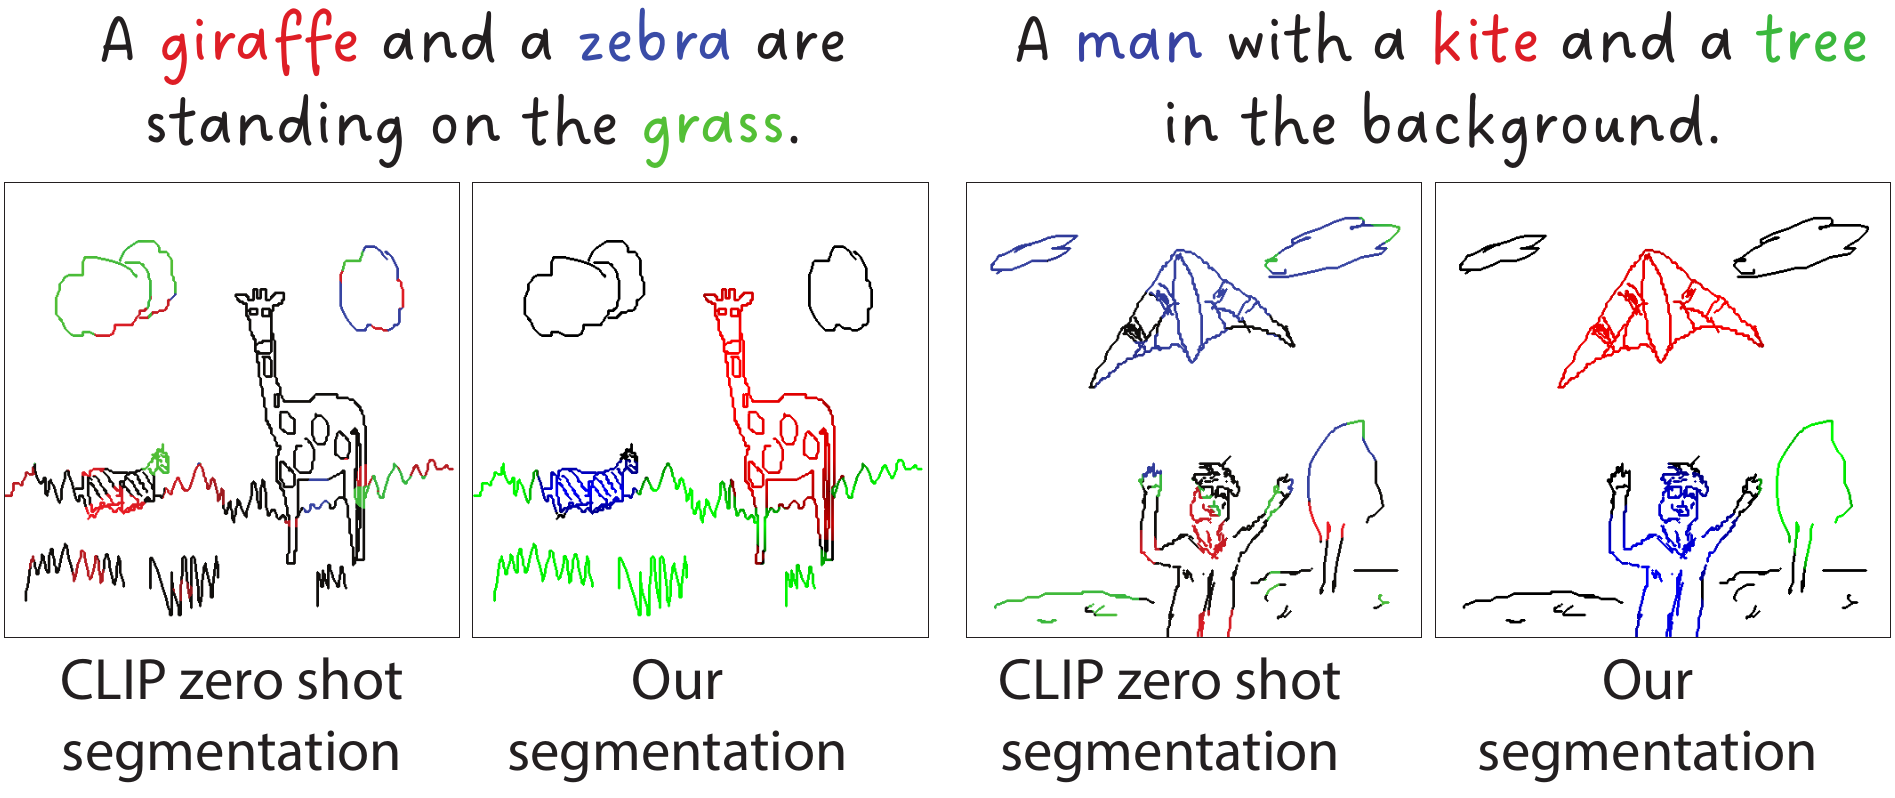 A giraffe and a zebra are
standing on the grass.
A man with a kite and a tree
in the background.
CLIP zero shot
segmentation
Our
segmentation
CLIP zero shot
segmentation
Our
segmentation